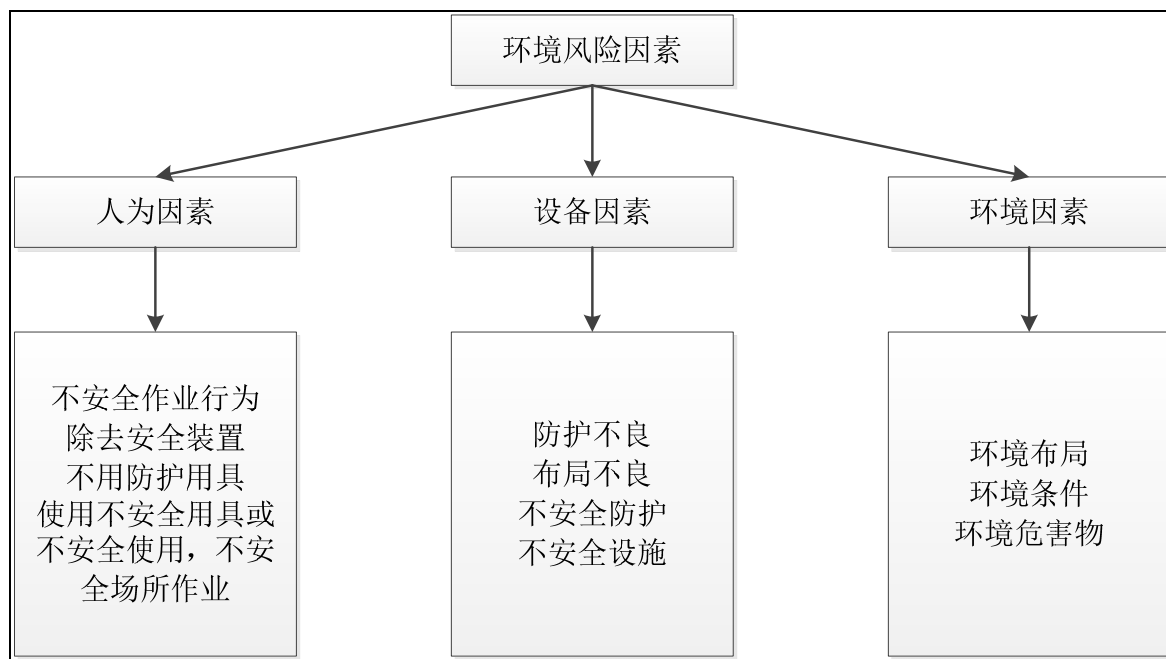 环境风险因素
人为因素
设备因素
环境因素
不安全作业行为
除去安全装置
不用防护用具
使用不安全用具或
不安全使用，不安
全场所作业
防护不良
布局不良
不安全防护
不安全设施
环境布局
环境条件
环境危害物